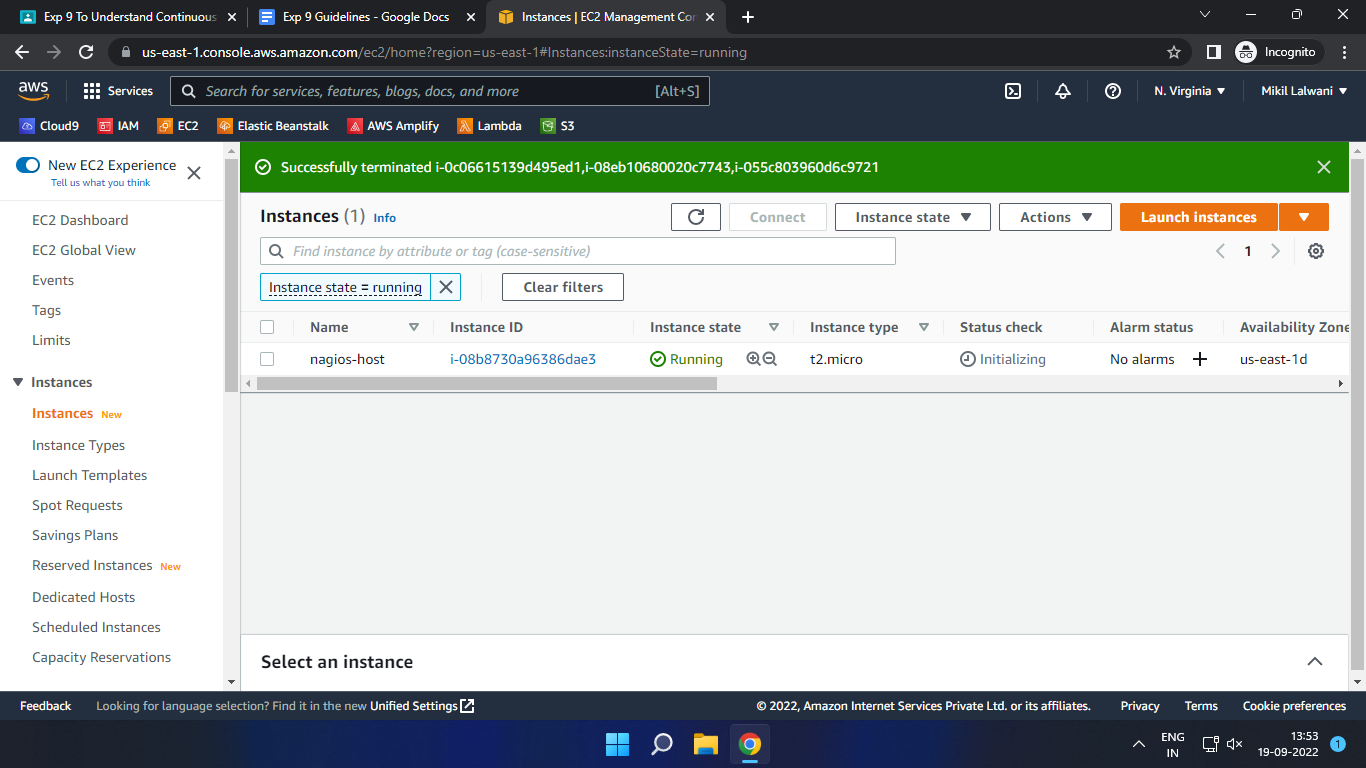 Exp 9 To Understand Continuous
Exp 9 Guidelines - Google Docs
Instances | EC2 Management Con
us-east-1.console.aws.amazon.com/ec2/home?region=us-east-1#Instances:instanceState=running
Incognito
aws
Services
Search for services, features, blogs, docs, and more
[Alt+S]
N. Virginia
Mikil Lalwani
Cloud9
IAM
EC2
Elastic Beanstalk
AWS Amplify
Lambda
S3
New EC2 Experience
Tell us what you think
EC2 Dashboard
EC2 Global View
Events
Tags
Limits
Instances
Instances New
Instance Types
Launch Templates
Spot Requests
Savings Plans
Reserved Instances New
Dedicated Hosts
Scheduled Instances
Capacity Reservations
Successfully terminated i-0c06615139d495ed1,i-08eb10680020c7743,i-055c803960d6c9721
Instances (1) Info
Connect
Instance state
Actions
Launch instances
Find instance by attribute or tag (case-sensitive)
1
Instance state = running
Clear filters
Name
Instance ID
Instance state
Instance type
Status check
Alarm status
Availability Zone
nagios-host
i-08b8730a96386dae3
Running
t2.micro
Initializing
No alarms
us-east-1d
Select an instance
Feedback
Looking for language selection? Find it in the new Unified Settings
© 2022, Amazon Internet Services Private Ltd. or its affiliates.
Privacy
Terms
Cookie preferences
ENG
IN
13:53
19-09-2022
1